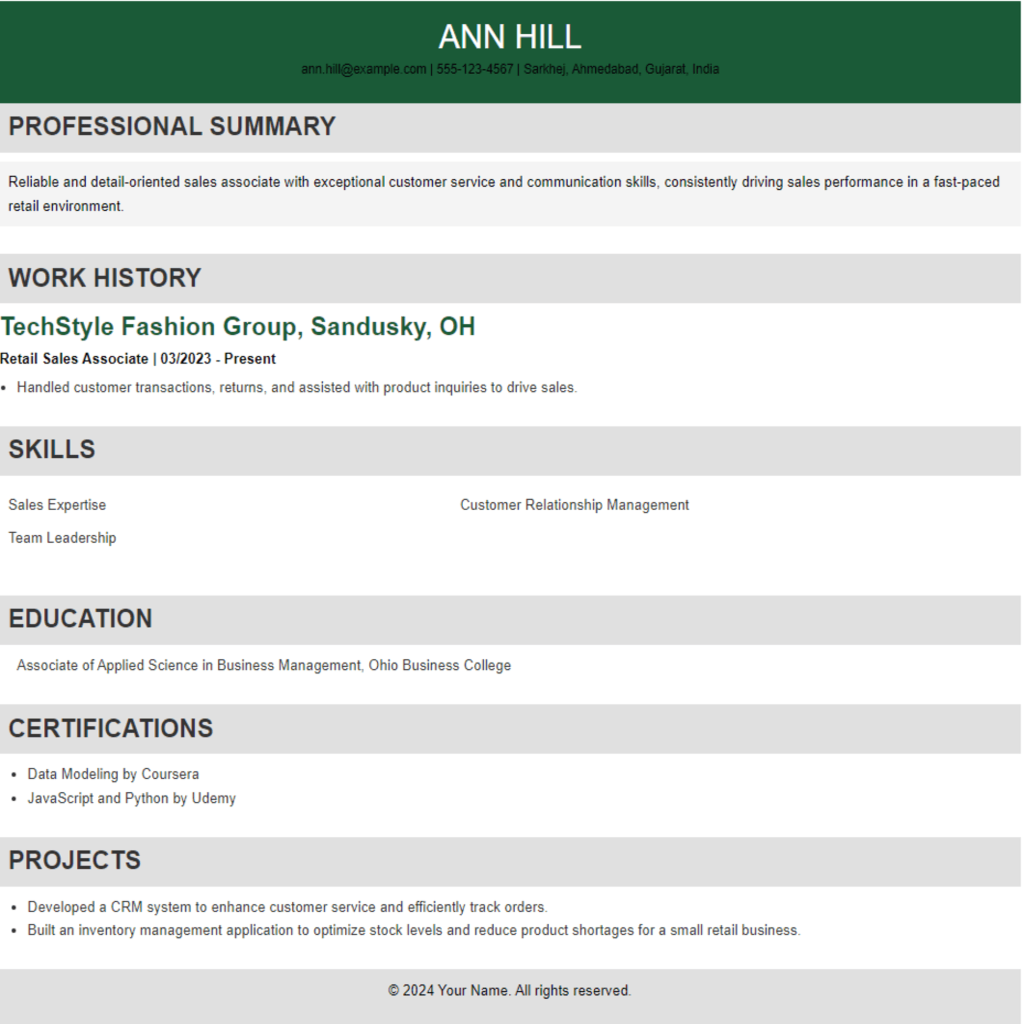 ANN HILL
ann.hill@example.com | 555-123-4567 | Sarkhej, Ahmedabad, Gujarat, India
PROFESSIONAL SUMMARY
Reliable and detail-oriented sales associate with exceptional customer service and communication skills, consistently driving sales performance in a fast-paced
retail environment.
WORK HISTORY
TechStyle Fashion Group, Sandusky, OH
Retail Sales Associate | 03/2023 - Present
• Handled customer transactions, returns, and assisted with product inquiries to drive sales.
SKILLS
Sales Expertise Customer Relationship Management
Team Leadership
EDUCATION
Associate of Applied Science in Business Management, Ohio Business College
CERTIFICATIONS
• Data Modeling by Coursera
• JavaScript and Python by Udemy
PROJECTS
• Developed a CRM system to enhance customer service and efficiently track orders.
• Built an inventory management application to optimize stock levels and reduce product shortages for a small retail business.
© 2024 Your Name. All rights reserved.